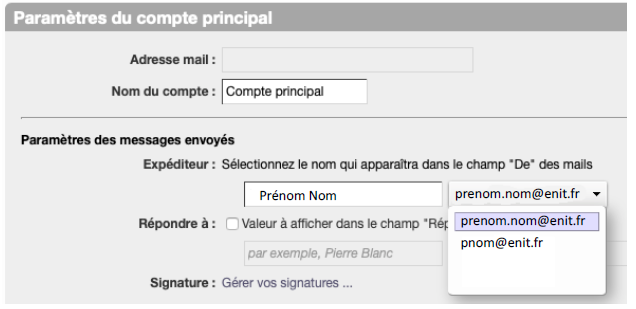 Paramètres du compte principal
Adresse mail :
Nom du compte : Compte principal
Paramètres des messages envoyés
Expéditeur : Sélectionnez le nom qui apparaîtra dans le champ "De" des mails
Prénom Nom prenom.nom@enit.fr
Répondre à : Valeur à afficher dans le champ "Rép
prenom.nom@enit.fr
pnom@enit.fr
par exemple, Pierre Blanc
Signature : Gérer vos signatures ...